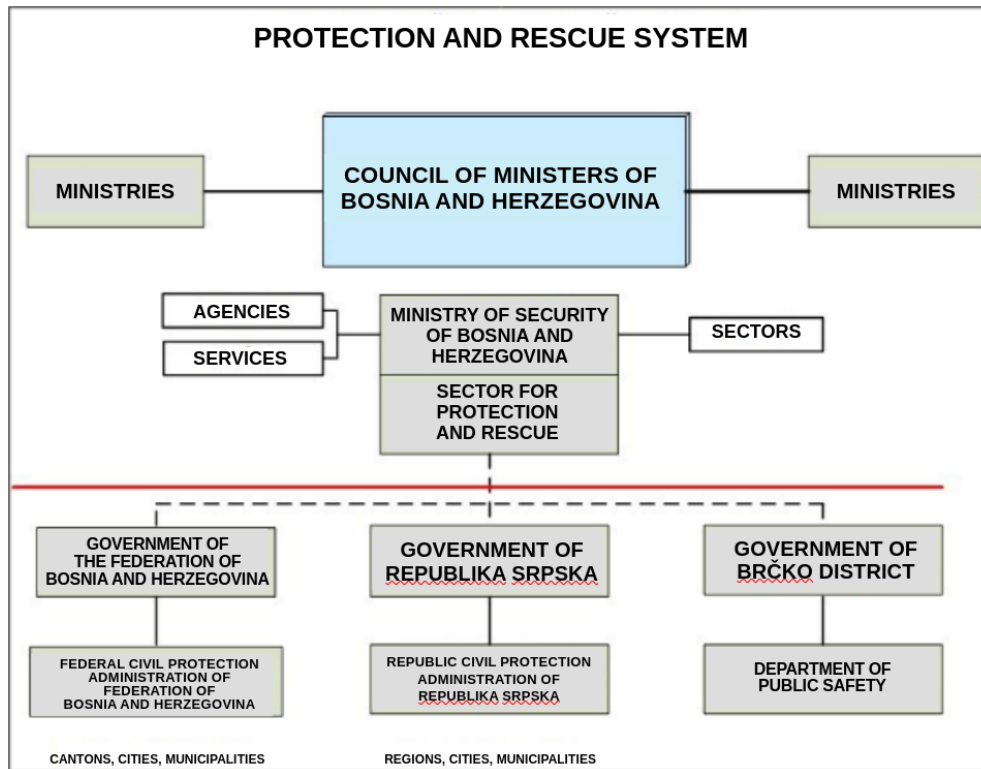 PROTECTION AND RESCUE SYSTEM
MINISTRIES
COUNCIL OF MINISTERS OF
BOSNIA AND HERZEGOVINA
MINISTRIES
AGENCIES
SERVICES
MINISTRY OF SECURITY
OF BOSNIA AND
HERZEGOVINA
SECTORS
SECTOR FOR
PROTECTION
AND RESCUE
GOVERNMENT OF
THE FEDERATION OF
BOSNIA AND HERZEGOVINA
GOVERNMENT OF
REPUBLIKA SRPSKA
GOVERNMENT OF
BRČKO DISTRICT
FEDERAL CIVIL PROTECTION
ADMINISTRATION OF
FEDERATION OF
BOSNIA AND HERZEGOVINA
REPUBLIC CIVIL PROTECTION
ADMINISTRATION OF
REPUBLIKA SRPSKA
DEPARTMENT OF
PUBLIC SAFETY
CANTONS, CITIES, MUNICIPALITIES
REGIONS, CITIES, MUNICIPALITIES